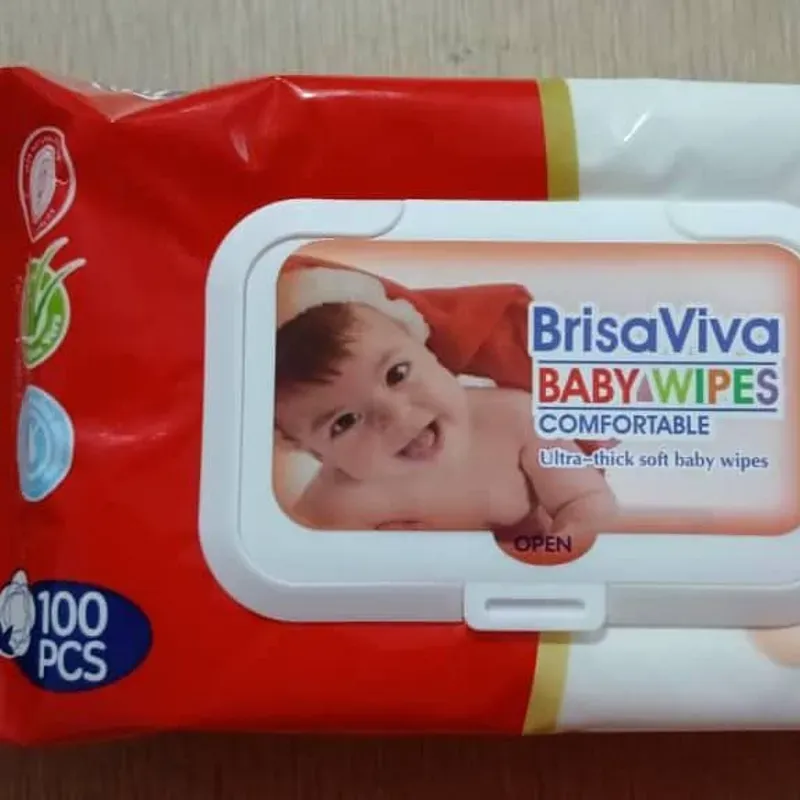 BrisaViva
BABY WIPES
COMFORTABLE
Ultra-thick soft baby wipes
OPEN
100
PCS